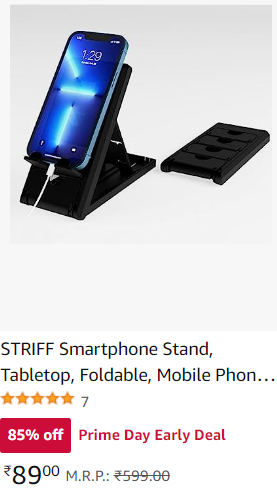 1:29
STRIFF Smartphone Stand,
Tabletop, Foldable, Mobile Phon...
7
85% off Prime Day Early Deal
₹89⁰⁰ M.R.P.: ₹599.00